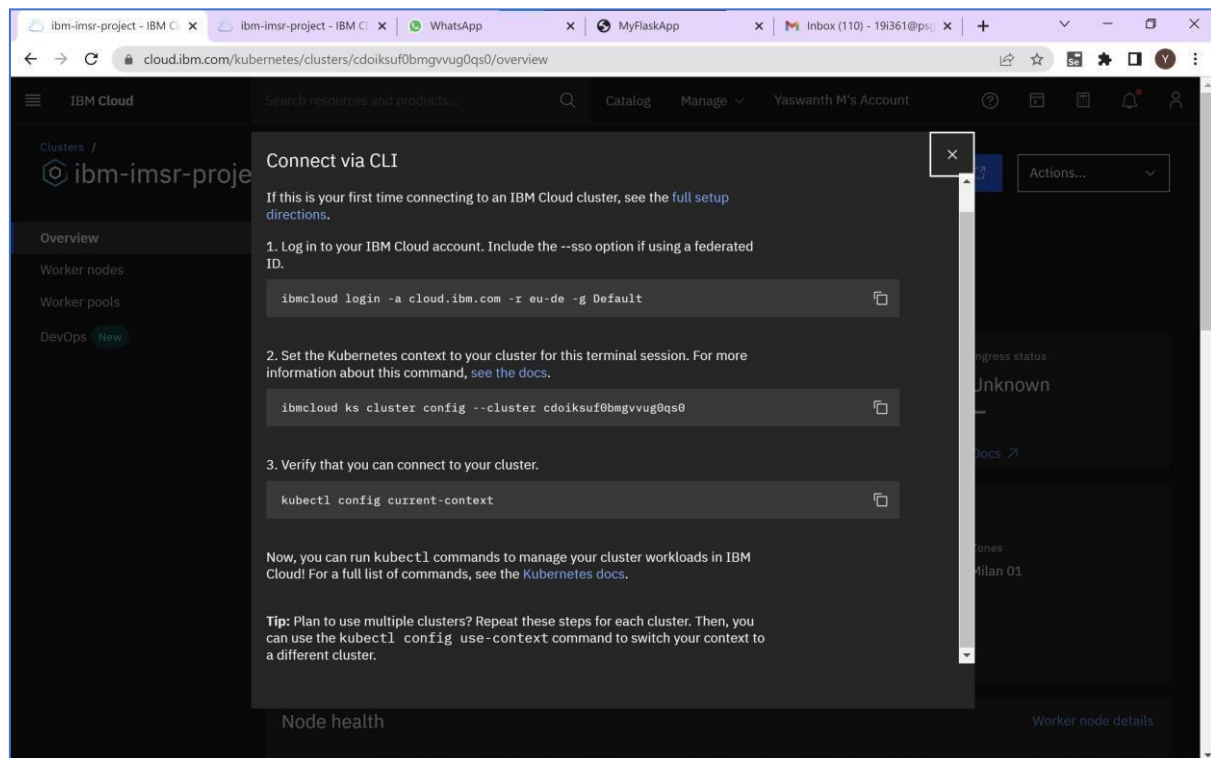 ibm-imsr-project - IBM Cl
ibm-imsr-project - IBM Cl
WhatsApp
MyFlaskApp
Inbox (110) - 19i361@psg
cloud.ibm.com/kubernetes/clusters/cdoiksuf0bmgvvug0qs0/overview
Se
Y
IBM Cloud
Search resources and products...
Catalog
Manage
Yaswanth M's Account
Clusters /
ibm-imsr-proje
Actions...
Overview
Worker nodes
Worker pools
DevOps New
Connect via CLI
If this is your first time connecting to an IBM Cloud cluster, see the full setup
directions.
1. Log in to your IBM Cloud account. Include the --sso option if using a federated
ID.
ibmcloud login -a cloud.ibm.com -r eu-de -g Default
2. Set the Kubernetes context to your cluster for this terminal session. For more
information about this command, see the docs.
ibmcloud ks cluster config --cluster cdoiksuf0bmgvvug0qs0
3. Verify that you can connect to your cluster.
kubectl config current-context
Now, you can run kubectl commands to manage your cluster workloads in IBM
Cloud! For a full list of commands, see the Kubernetes docs.
Tip: Plan to use multiple clusters? Repeat these steps for each cluster. Then, you
can use the kubectl config use-context command to switch your context to
a different cluster.
ngress status
Unknown
Docs
Zones
Milan 01
Node health
Worker node details